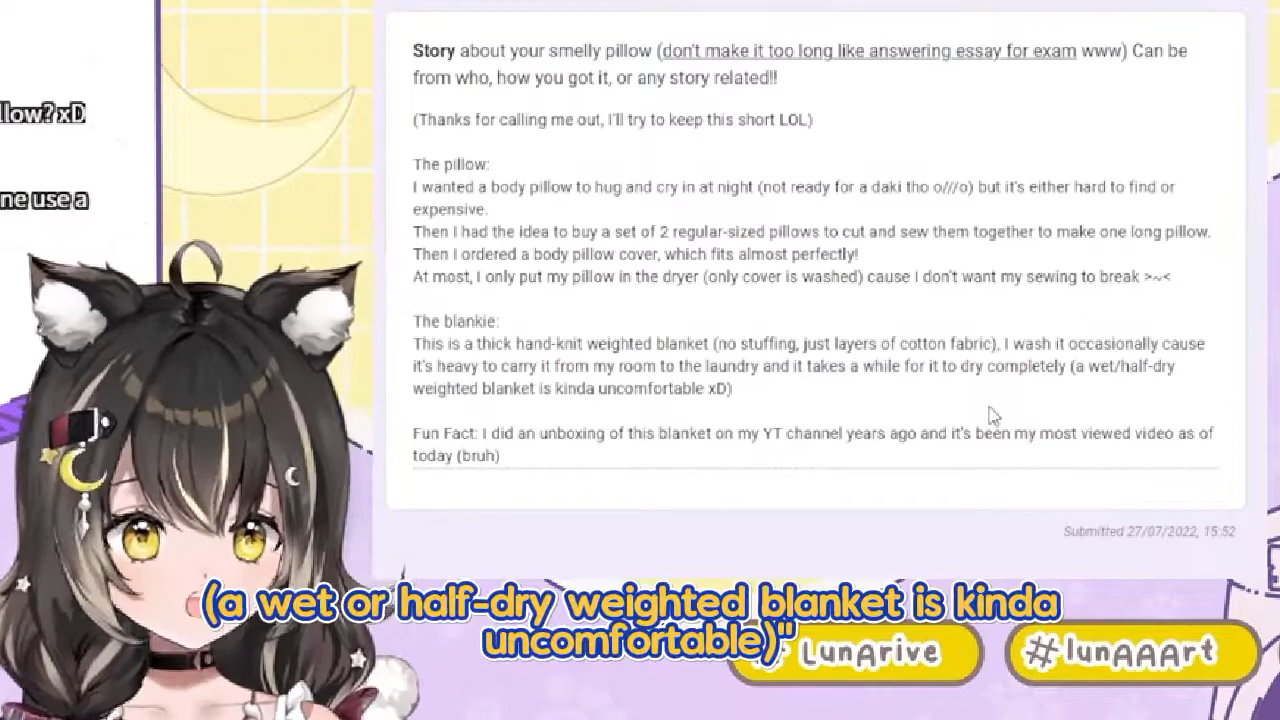 Story about your smelly pillow (don't make it too long like answering essay for exam www) Can be
from who, how you got it, or any story related!!
(Thanks for calling me out, I'll try to keep this short LOL)
The pillow:
I wanted a body pillow to hug and cry in at night (not ready for a daki tho o///o) but it's either hard to find or
expensive.
Then I had the idea to buy a set of 2 regular-sized pillows to cut and sew them together to make one long pillow.
Then I ordered a body pillow cover, which fits almost perfectly!
At most, I only put my pillow in the dryer (only cover is washed) cause I don't want my sewing to break >~<
The blankie:
This is a thick hand-knit weighted blanket (no stuffing, just layers of cotton fabric), I wash it occasionally cause
it's heavy to carry it from my room to the laundry and it takes a while for it to dry completely (a wet/half-dry
weighted blanket is kinda uncomfortable xD)
Fun Fact: I did an unboxing of this blanket on my YT channel years ago and it's been my most viewed video as of
today (bruh)
Submitted 27/07/2022, 15:52
llow? xD
ne use a
(a wet or half-dry weighted blanket is kinda
uncomfortable)"
LunArive
#lunAAArt